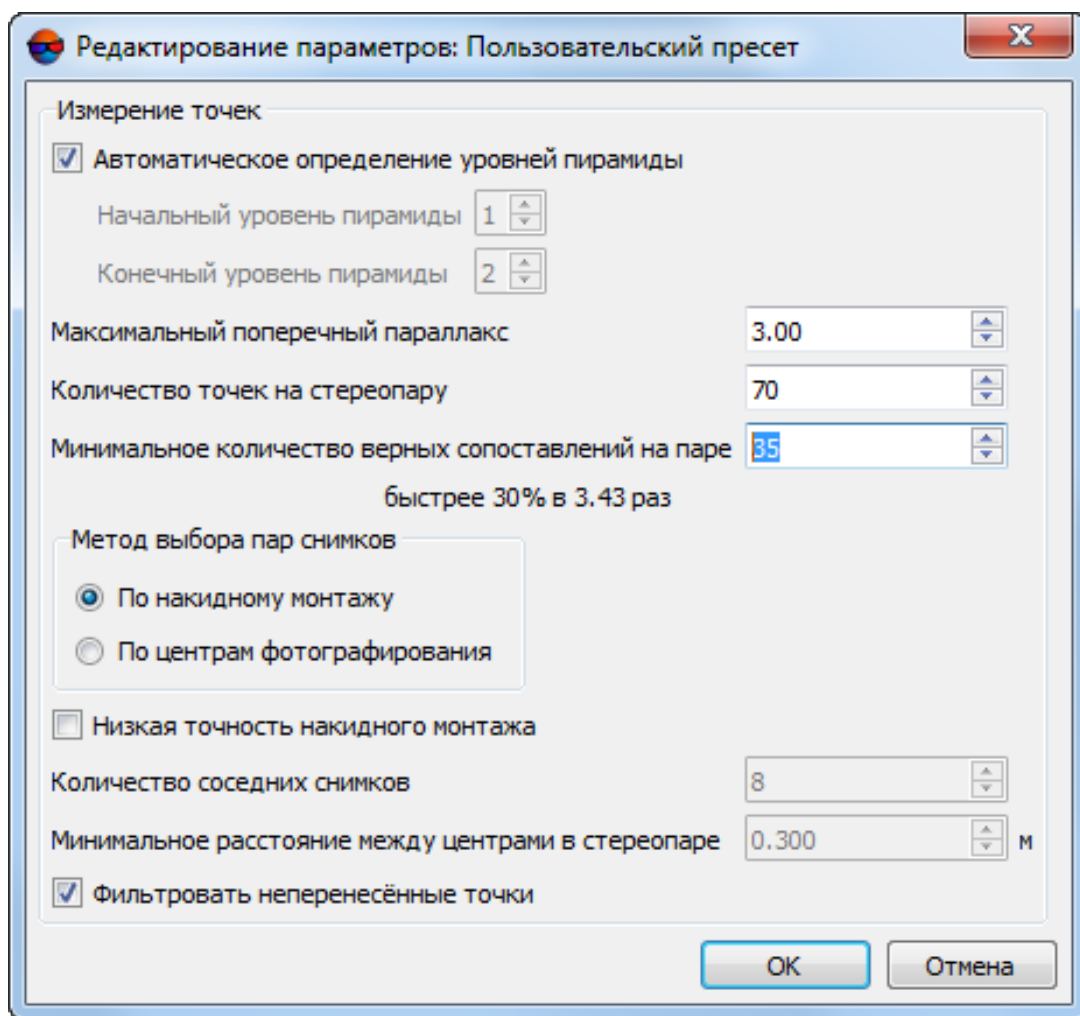 Редактирование параметров: Пользовательский пресет
Измерение точек
Автоматическое определение уровней пирамиды
Начальный уровень пирамиды 1
Конечный уровень пирамиды 2
Максимальный поперечный параллакс 3.00
Количество точек на стереопару 70
Минимальное количество верных сопоставлений на паре 35
быстрее 30% в 3.43 раз
Метод выбора пар снимков
По накидному монтажу
По центрам фотографирования
Низкая точность накидного монтажа
Количество соседних снимков 8
Минимальное расстояние между центрами в стереопаре 0.300 м
Фильтровать неперенесённые точки
OK Отмена